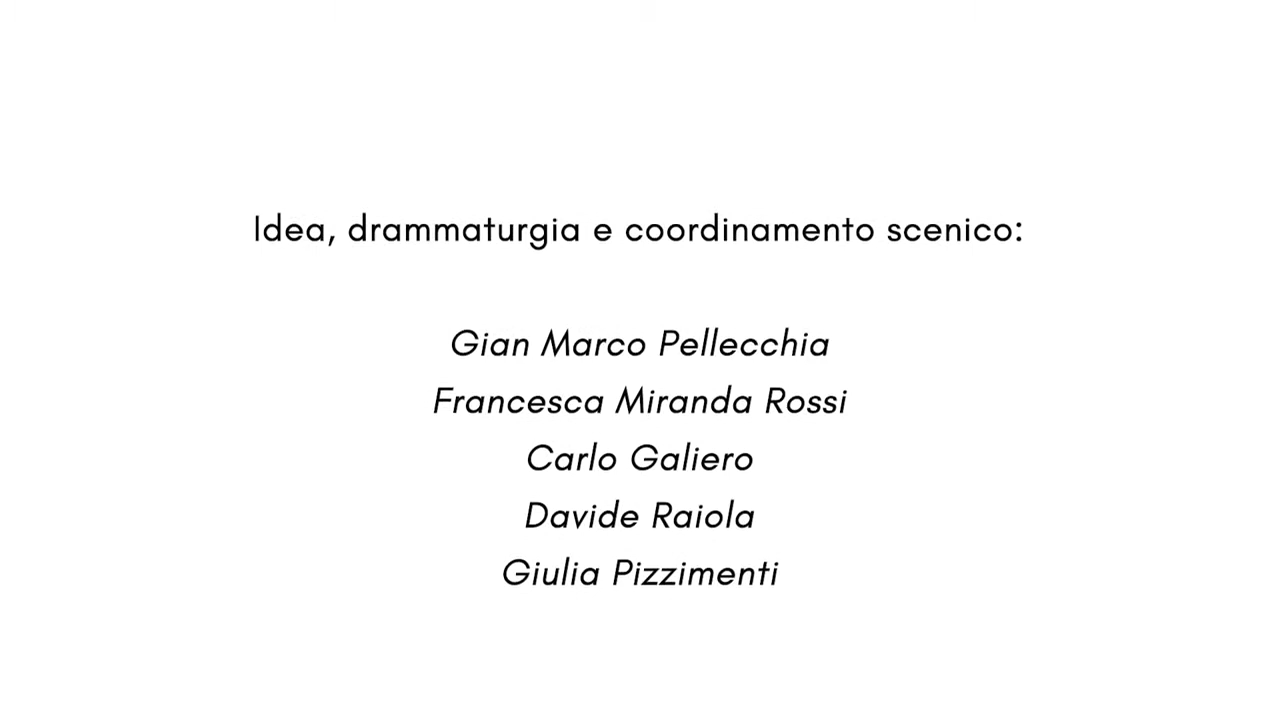 Idea, drammaturgia e coordinamento scenico:
Gian Marco Pellecchia
Francesca Miranda Rossi
Carlo Galiero
Davide Raiola
Giulia Pizzimenti